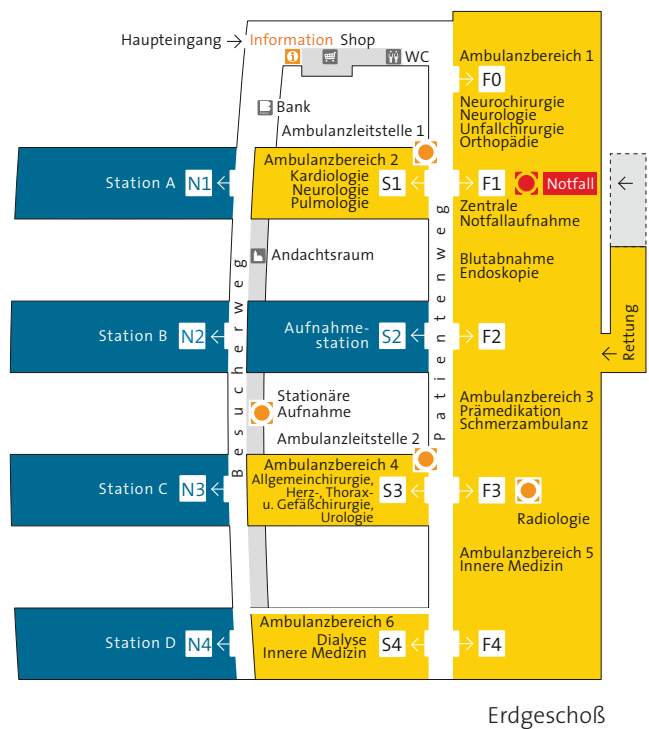 Haupteingang → Information Shop
WC
Bank
Ambulanzleitstelle 1
Ambulanzbereich 1
F0
Neurochirurgie
Neurologie
Unfallchirurgie
Orthopädie
Station A N1 ←
Ambulanzbereich 2
Kardiologie
Neurologie
Pulmologie
S1 ←
→ F1
Notfall
←
Zentrale
Notfallaufnahme
Blutabnahme
Endoskopie
Andachtsraum
Besucherweg
Patientenweg
Station B N2 ←
Aufnahme-
station
S2 ←
→ F2
← Rettung
Stationäre
Aufnahme
Ambulanzleitstelle 2
Ambulanzbereich 3
Prämedikation
Schmerzambulanz
Station C N3 ←
Ambulanzbereich 4
Allgemeinchirurgie,
Herz-, Thorax-
u. Gefäßchirurgie,
Urologie
S3 ←
→ F3
Radiologie
Ambulanzbereich 5
Innere Medizin
Station D N4 ←
Ambulanzbereich 6
Dialyse
Innere Medizin
S4 ←
→ F4
Erdgeschoß